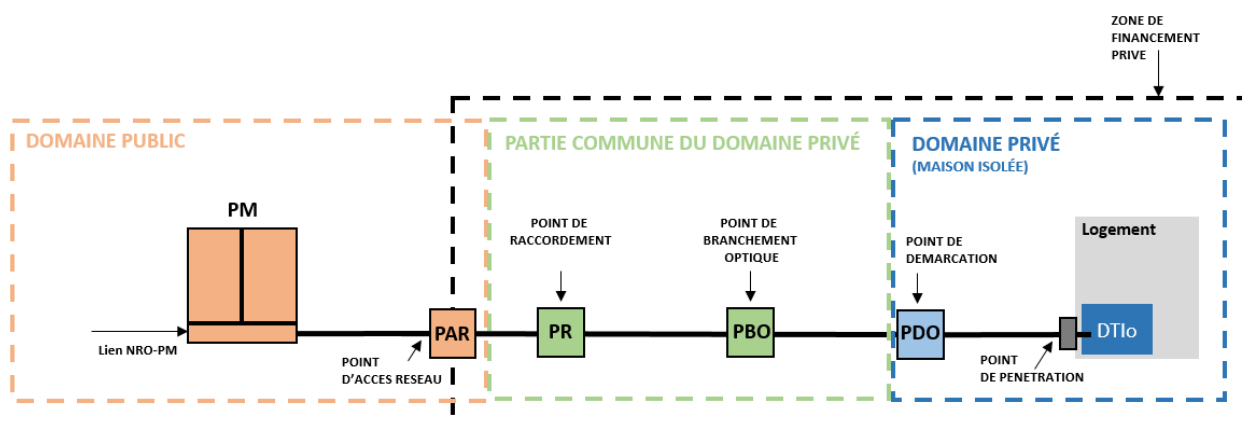 ZONE DE
FINANCEMENT
PRIVE
DOMAINE PUBLIC
PARTIE COMMUNE DU DOMAINE PRIVÉ
DOMAINE PRIVÉ
(MAISON ISOLÉE)
PM
POINT DE
RACCORDEMENT
POINT DE
BRANCHEMENT
OPTIQUE
POINT DE
DEMARCATION
Logement
Lien NRO-PM
PAR
PR
PBO
PDO
DTIo
POINT
D'ACCES RESEAU
POINT
DE PENETRATION